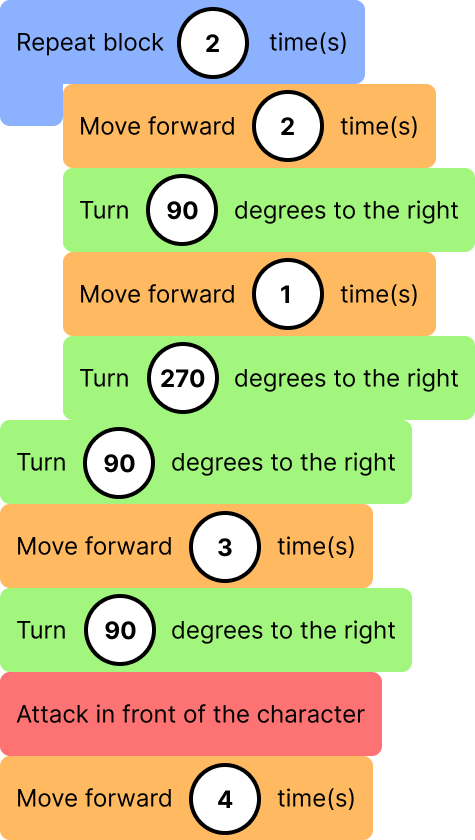 Repeat block 2 time(s)
Move forward 2 time(s)
Turn 90 degrees to the right
Move forward 1 time(s)
Turn 270 degrees to the right
Turn 90 degrees to the right
Move forward 3 time(s)
Turn 90 degrees to the right
Attack in front of the character
Move forward 4 time(s)